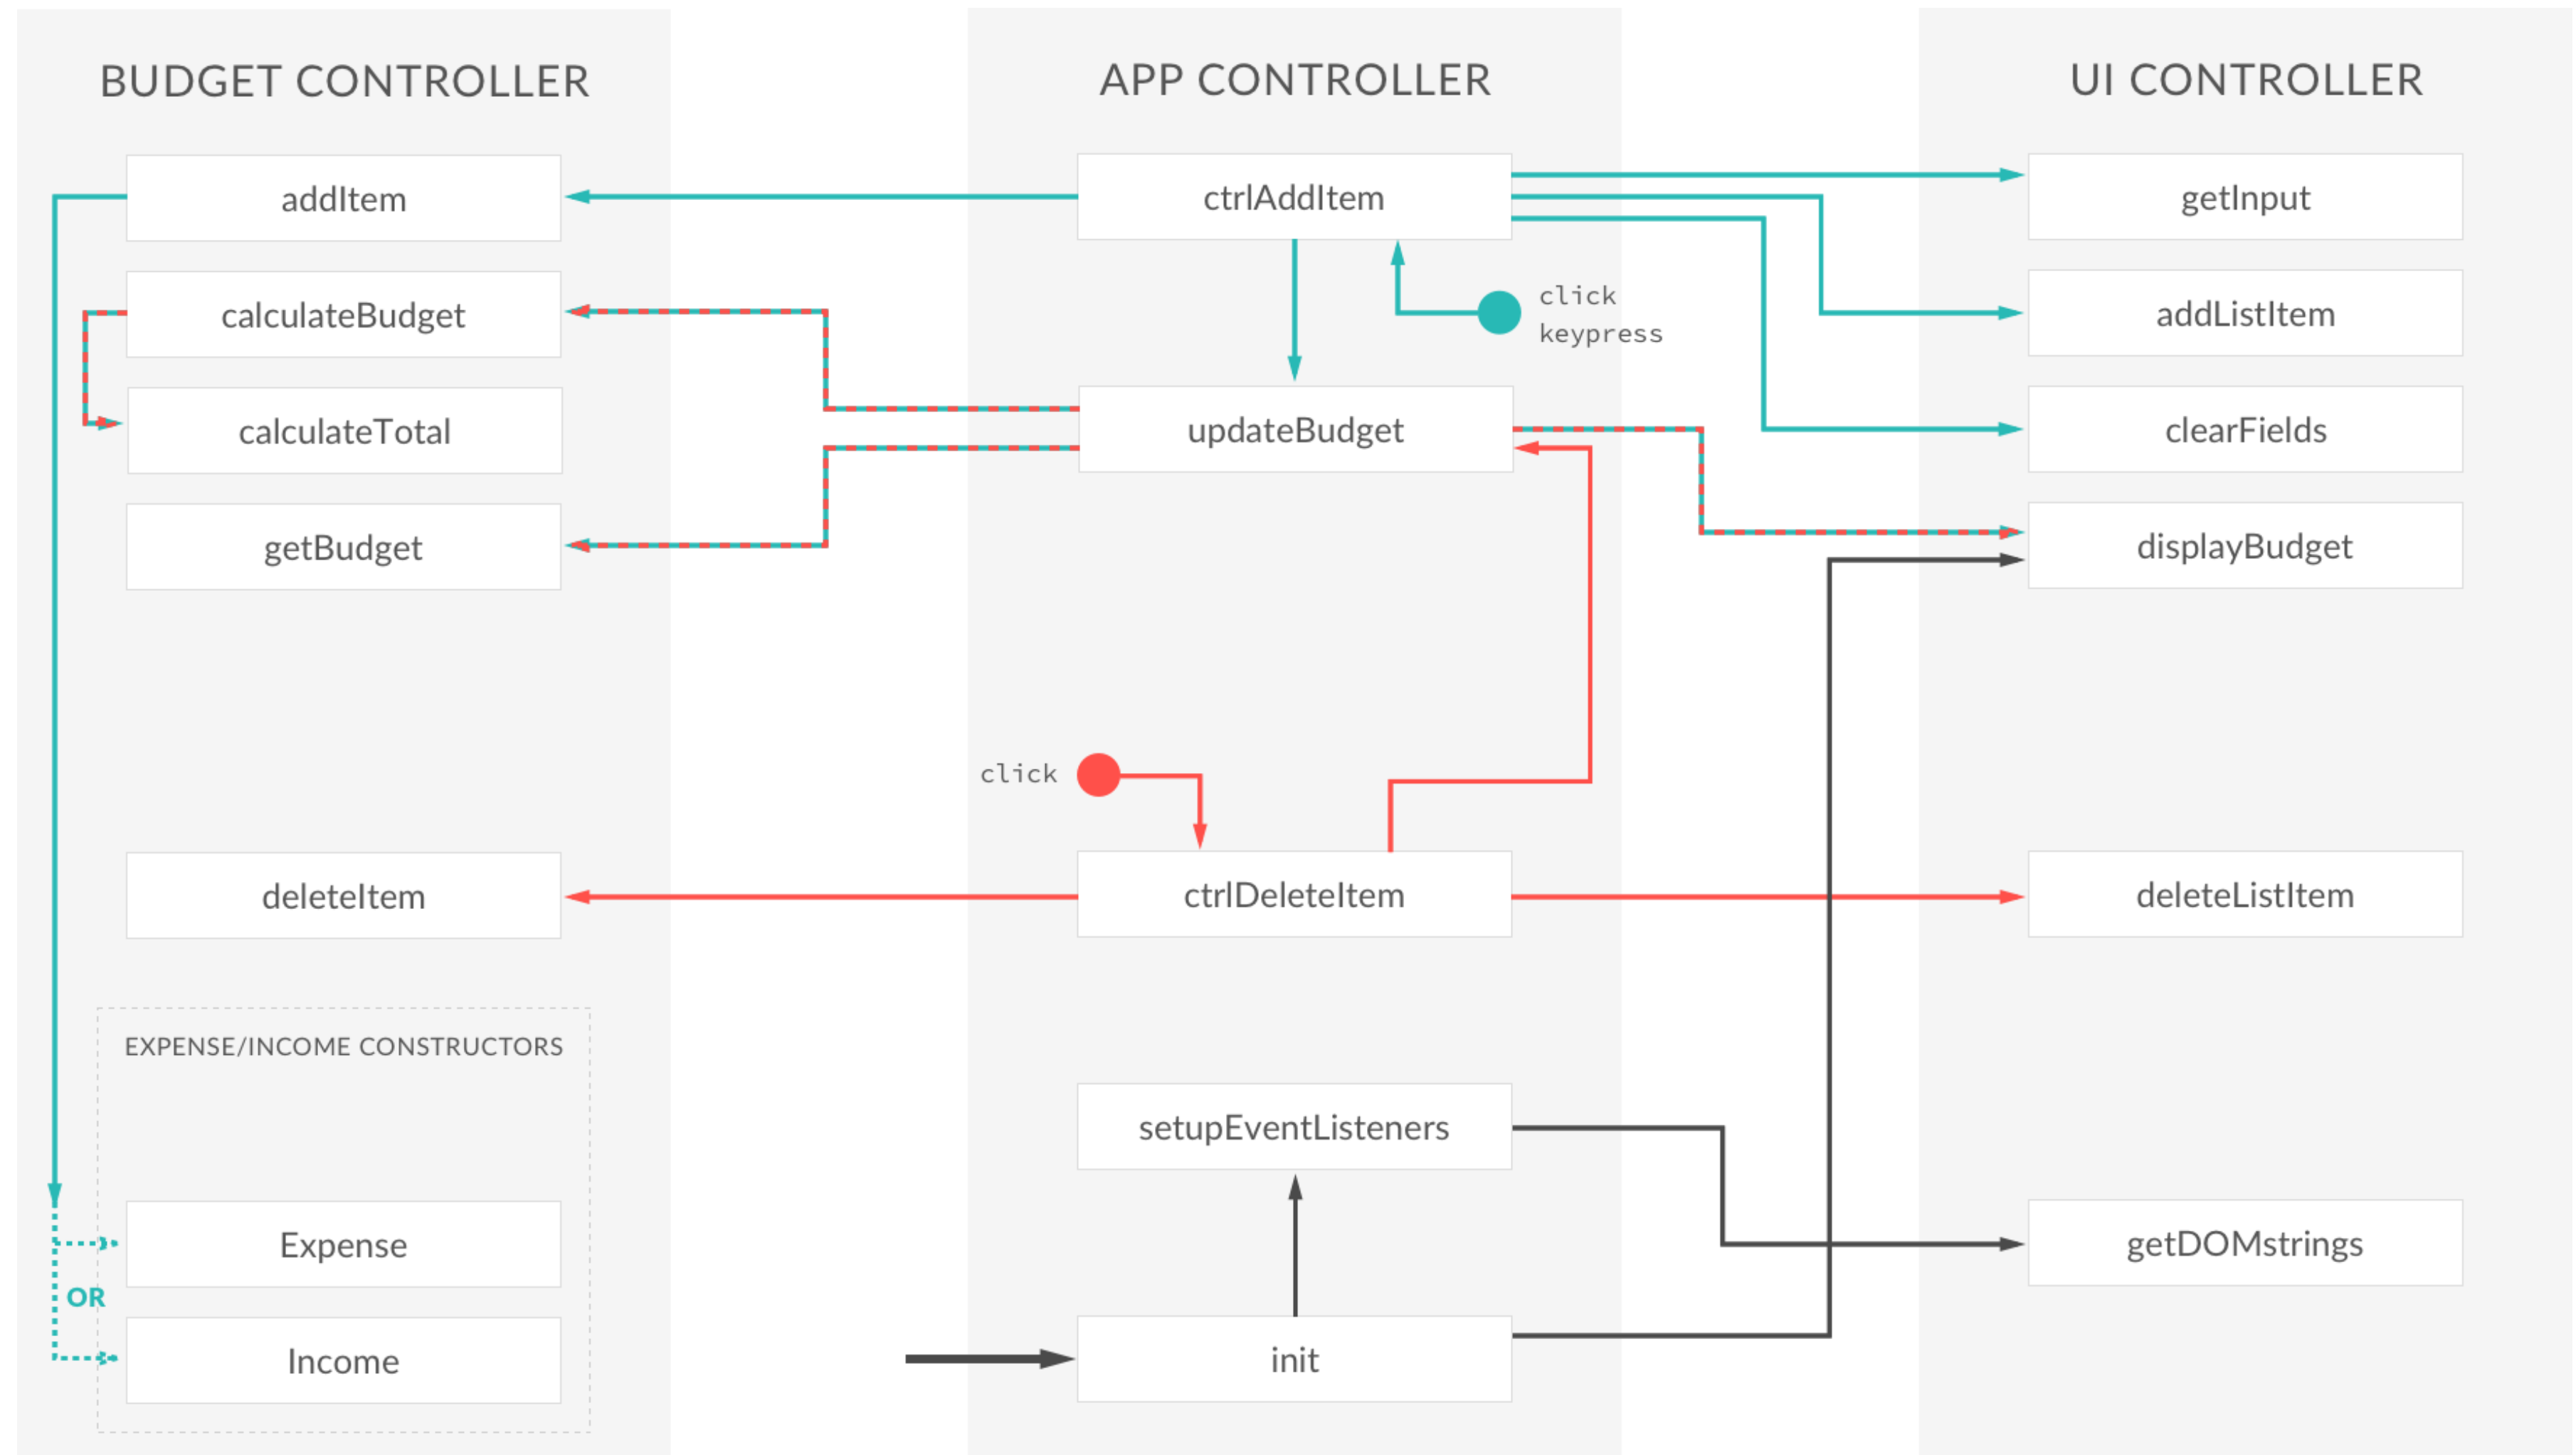 BUDGET CONTROLLER
addItem
calculateBudget
calculateTotal
getBudget
deleteItem
EXPENSE/INCOME CONSTRUCTORS
Expense
OR
Income
APP CONTROLLER
ctrlAddItem
click
keypress
updateBudget
click
ctrlDeleteItem
setupEventListeners
init
UI CONTROLLER
getInput
addListItem
clearFields
displayBudget
deleteListItem
getDOMstrings